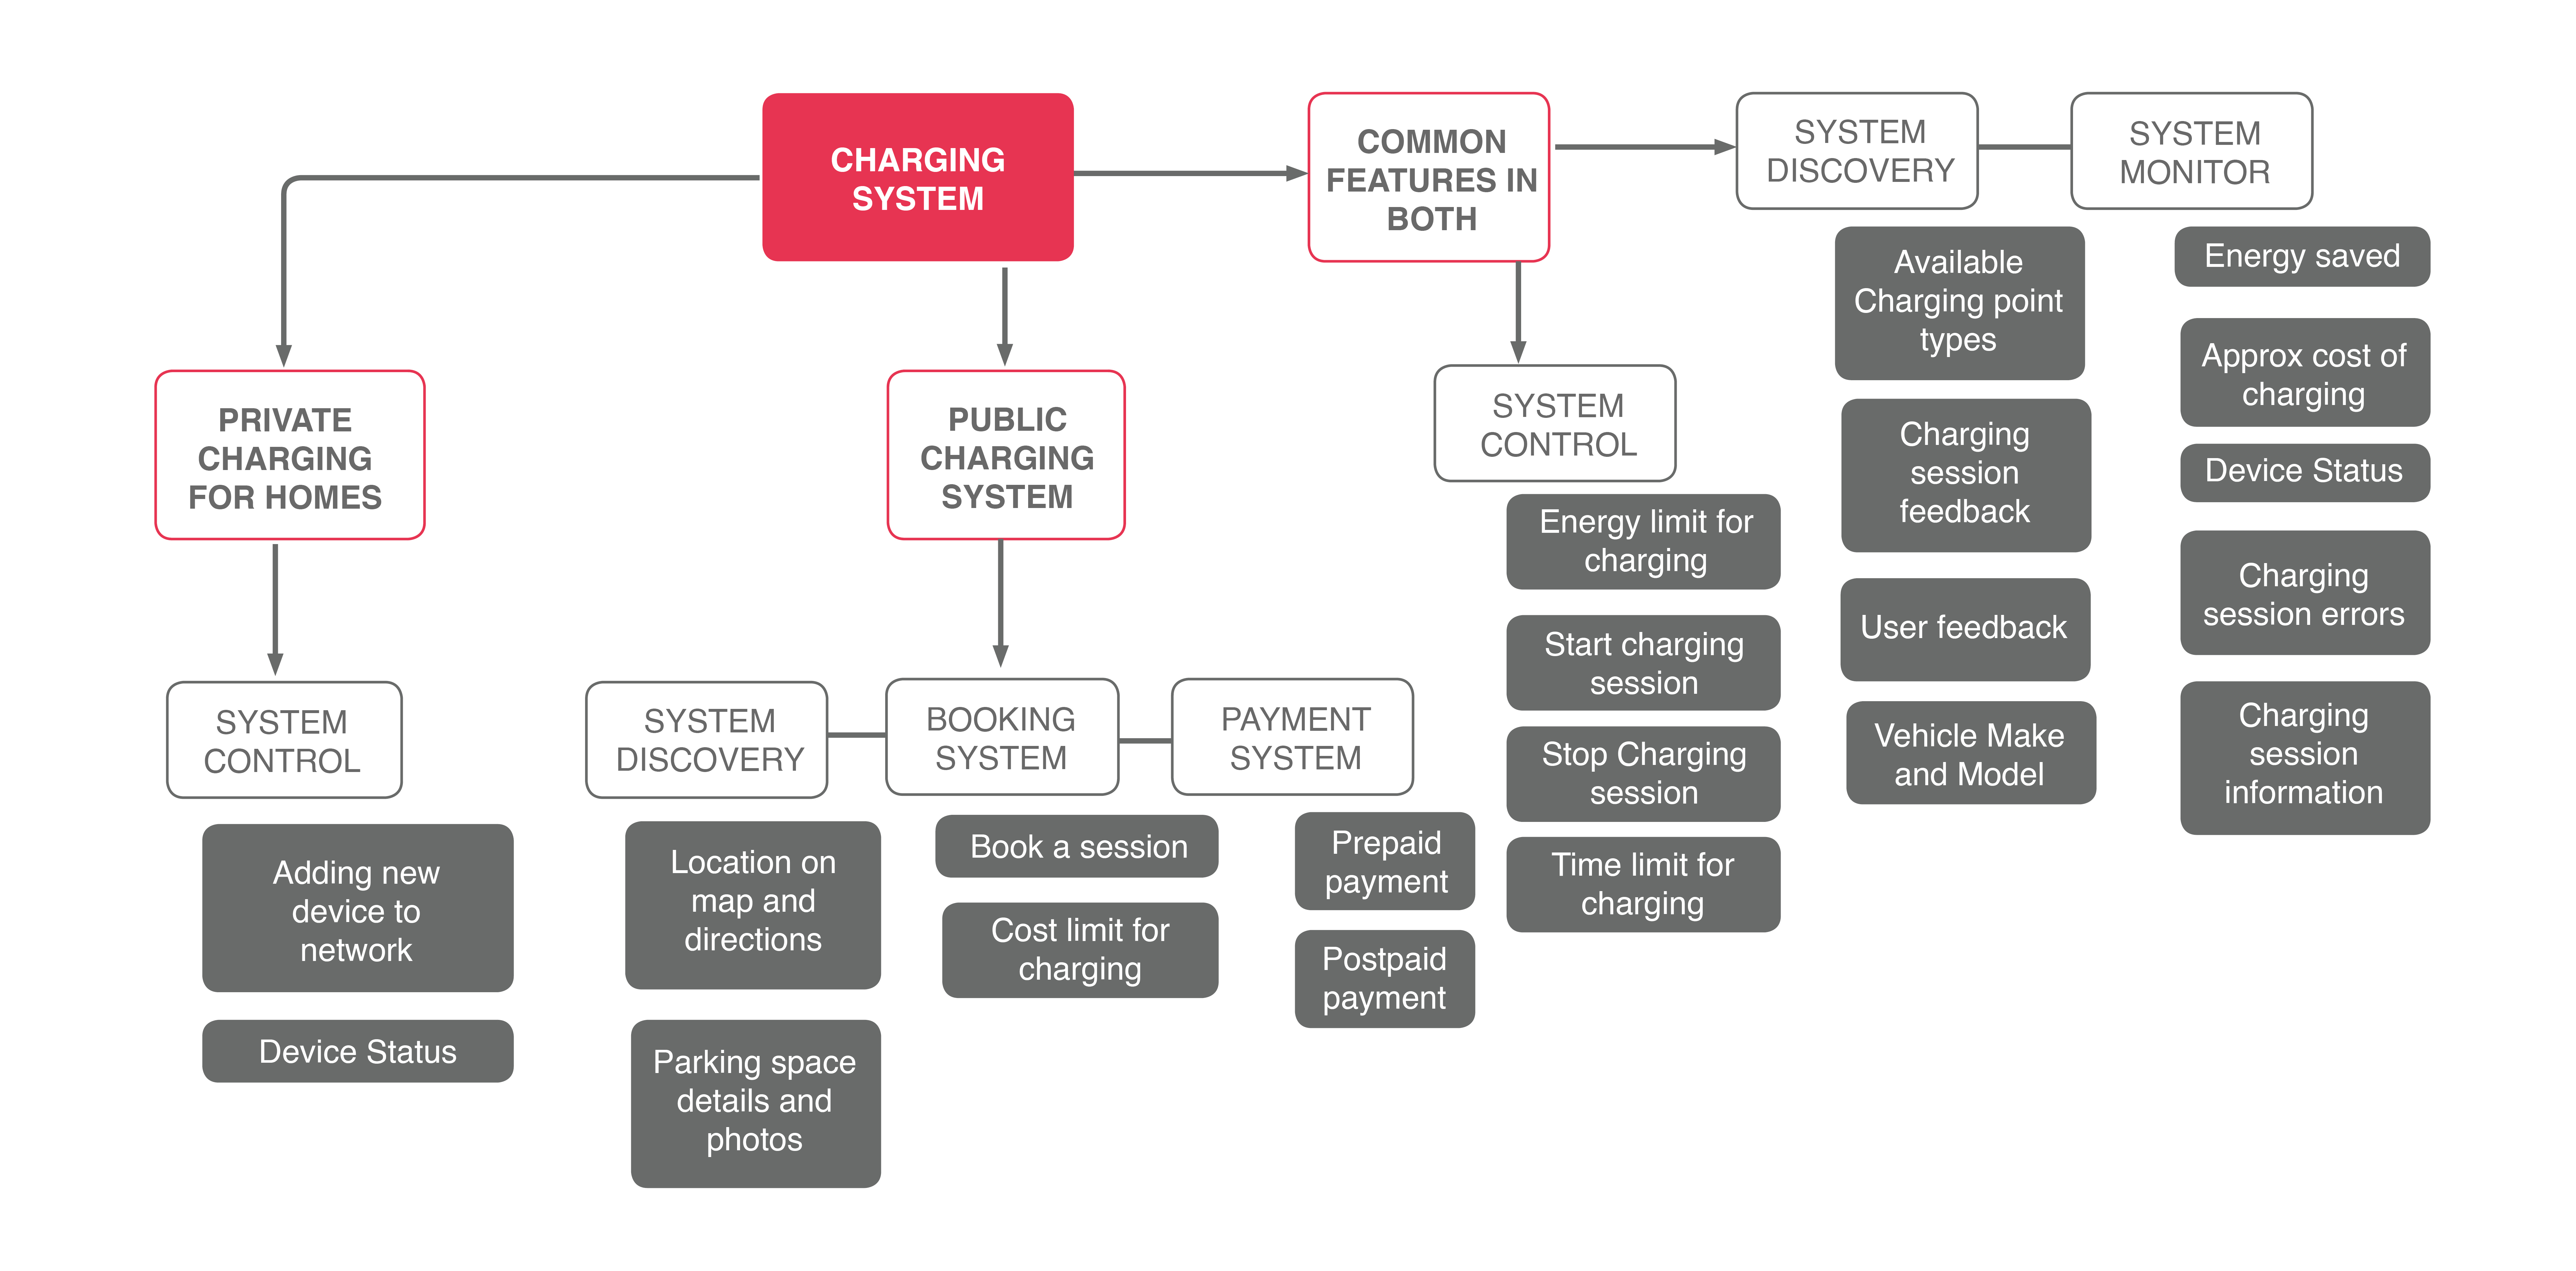 CHARGING
SYSTEM
COMMON
FEATURES IN
BOTH
SYSTEM
DISCOVERY
SYSTEM
MONITOR
PRIVATE
CHARGING
FOR HOMES
PUBLIC
CHARGING
SYSTEM
SYSTEM
CONTROL
Available
Charging point
types
Charging
session
feedback
User feedback
Vehicle Make
and Model
Energy saved
Approx cost of
charging
Device Status
Charging
session errors
Charging
session
information
Energy limit for
charging
Start charging
session
Stop Charging
session
Time limit for
charging
SYSTEM
CONTROL
Adding new
device to
network
Device Status
SYSTEM
DISCOVERY
Location on
map and
directions
Parking space
details and
photos
BOOKING
SYSTEM
Book a session
Cost limit for
charging
PAYMENT
SYSTEM
Prepaid
payment
Postpaid
payment